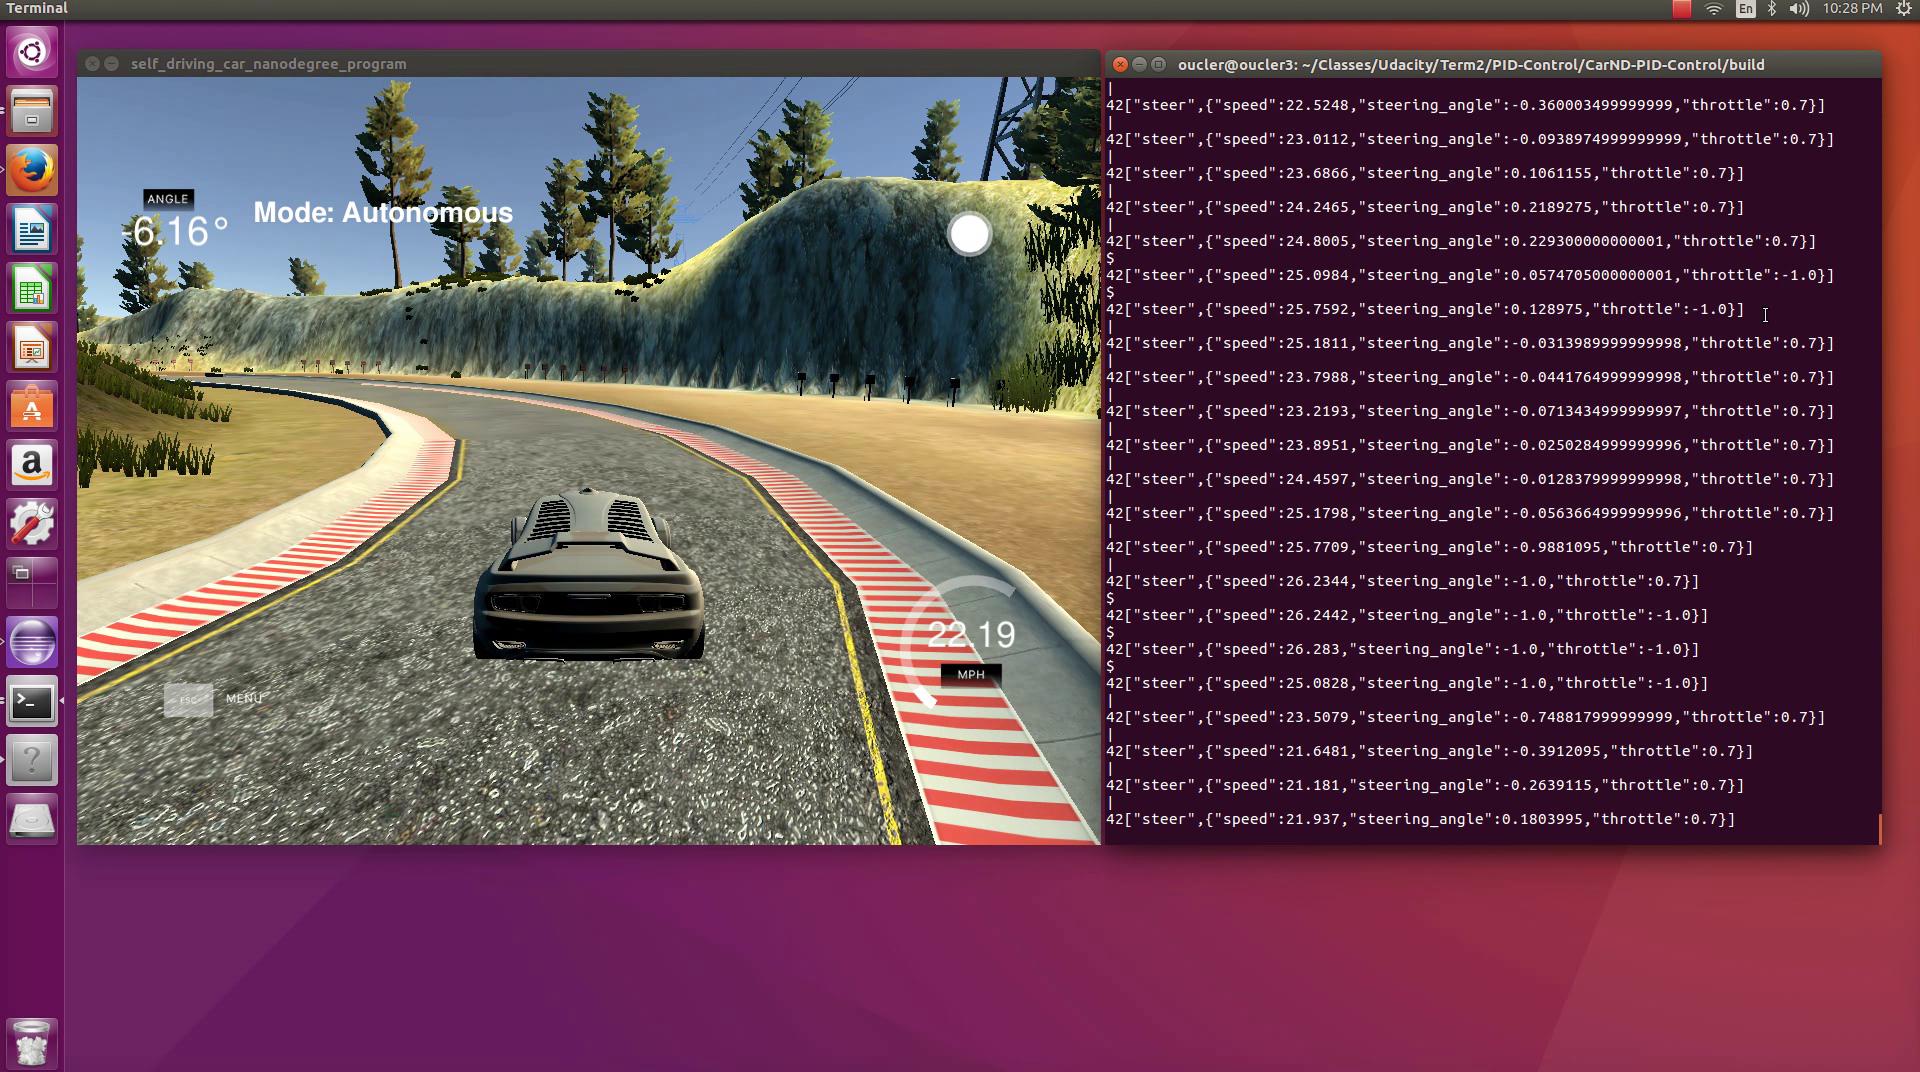 Terminal
En
10:28 PM
self_driving_car_nanodegree_program
ANGLE
-6.16°
Mode: Autonomous
22.19
MPH
ESC
MENU
a
?
oucler@oucler3: ~/Classes/Udacity/Term2/PID-Control/CarND-PID-Control/build
|
42["steer",{"speed":22.5248,"steering_angle":-0.360003499999999,"throttle":0.7}]
|
42["steer",{"speed":23.0112,"steering_angle":-0.0938974999999999,"throttle":0.7}]
|
42["steer",{"speed":23.6866,"steering_angle":0.1061155,"throttle":0.7}]
|
42["steer",{"speed":24.2465,"steering_angle":0.2189275,"throttle":0.7}]
|
42["steer",{"speed":24.8005,"steering_angle":0.229300000000001,"throttle":0.7}]
$
42["steer",{"speed":25.0984,"steering_angle":0.0574705000000001,"throttle":-1.0}]
$
42["steer",{"speed":25.7592,"steering_angle":0.128975,"throttle":-1.0}]
|
42["steer",{"speed":25.1811,"steering_angle":-0.0313989999999998,"throttle":0.7}]
|
42["steer",{"speed":23.7988,"steering_angle":-0.0441764999999998,"throttle":0.7}]
|
42["steer",{"speed":23.2193,"steering_angle":-0.0713434999999997,"throttle":0.7}]
|
42["steer",{"speed":23.8951,"steering_angle":-0.0250284999999996,"throttle":0.7}]
|
42["steer",{"speed":24.4597,"steering_angle":-0.0128379999999998,"throttle":0.7}]
|
42["steer",{"speed":25.1798,"steering_angle":-0.0563664999999996,"throttle":0.7}]
|
42["steer",{"speed":25.7709,"steering_angle":-0.9881095,"throttle":0.7}]
|
42["steer",{"speed":26.2344,"steering_angle":-1.0,"throttle":0.7}]
$
42["steer",{"speed":26.2442,"steering_angle":-1.0,"throttle":-1.0}]
$
42["steer",{"speed":26.283,"steering_angle":-1.0,"throttle":-1.0}]
$
42["steer",{"speed":25.0828,"steering_angle":-1.0,"throttle":-1.0}]
|
42["steer",{"speed":23.5079,"steering_angle":-0.748817999999999,"throttle":0.7}]
|
42["steer",{"speed":21.6481,"steering_angle":-0.3912095,"throttle":0.7}]
|
42["steer",{"speed":21.181,"steering_angle":-0.2639115,"throttle":0.7}]
|
42["steer",{"speed":21.937,"steering_angle":0.1803995,"throttle":0.7}]